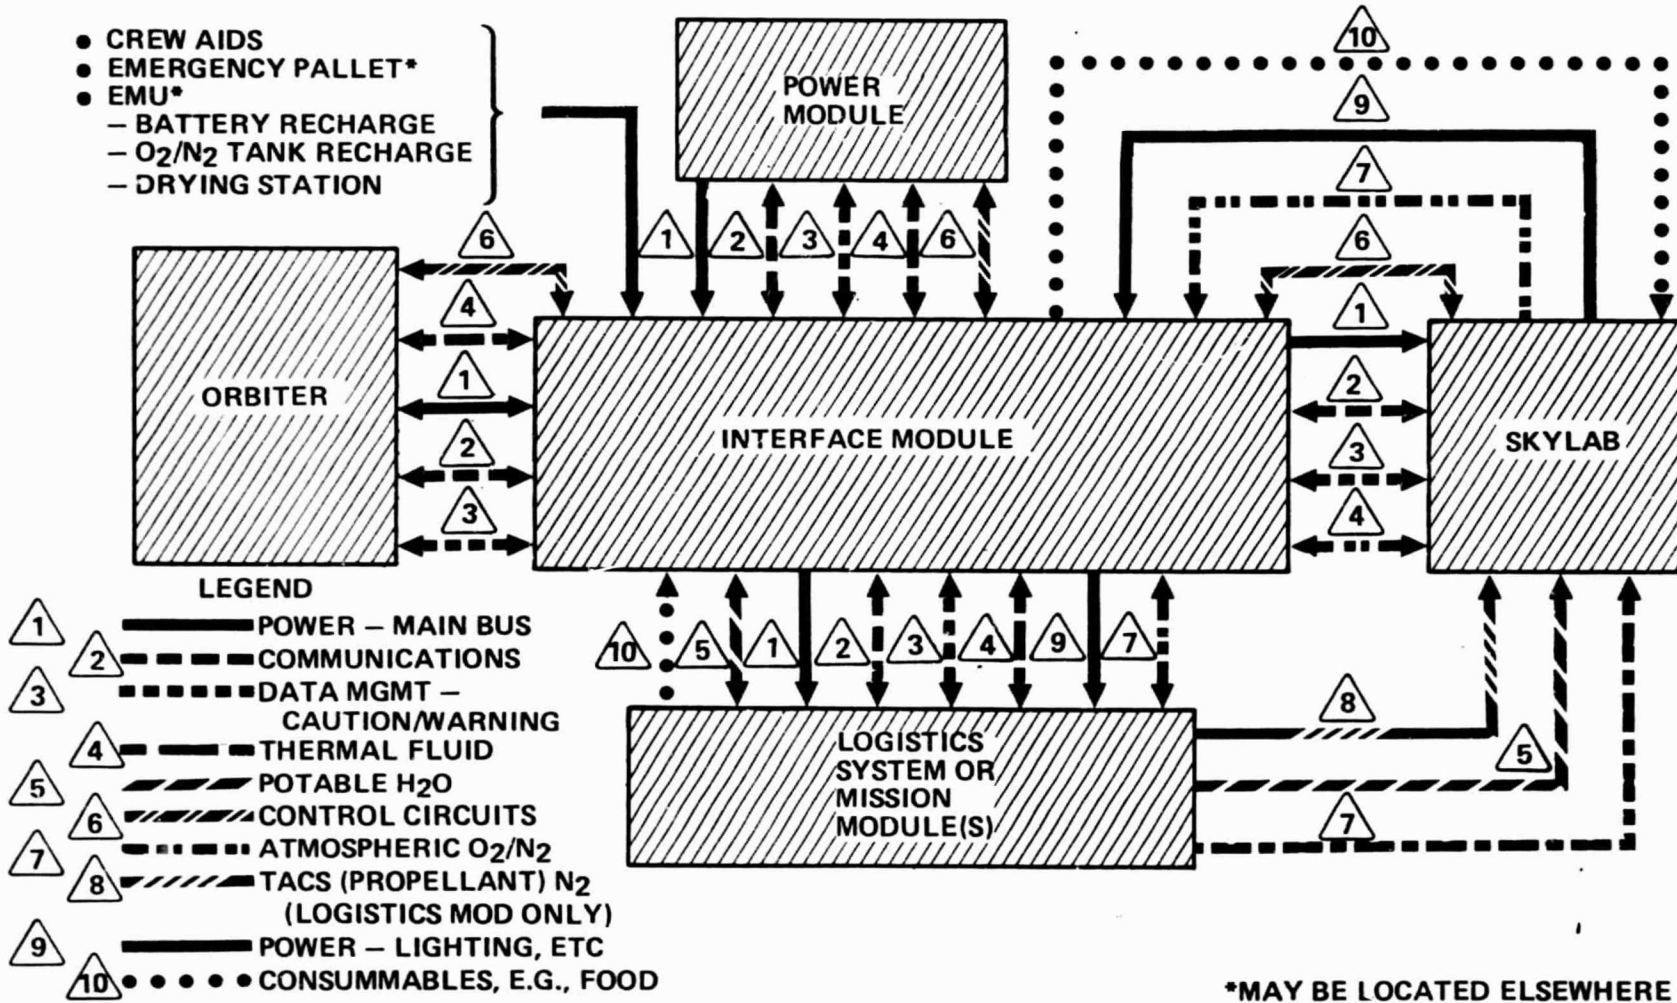 ● CREW AIDS
● EMERGENCY PALLET*
● EMU*
– BATTERY RECHARGE
– O2/N2 TANK RECHARGE
– DRYING STATION
POWER
MODULE
10
9
7
6
1
2
3
4
6
6
4
1
2
3
ORBITER
INTERFACE MODULE
1
2
3
4
SKYLAB
10
5
1
2
3
4
9
7
LOGISTICS
SYSTEM OR
MISSION
MODULE(S)
8
5
7
LEGEND
1 POWER – MAIN BUS
2 COMMUNICATIONS
3 DATA MGMT –
CAUTION/WARNING
4 THERMAL FLUID
5 POTABLE H2O
6 CONTROL CIRCUITS
7 ATMOSPHERIC O2/N2
8 TACS (PROPELLANT) N2
(LOGISTICS MOD ONLY)
9 POWER – LIGHTING, ETC
10 CONSUMMABLES, E.G., FOOD
*MAY BE LOCATED ELSEWHERE